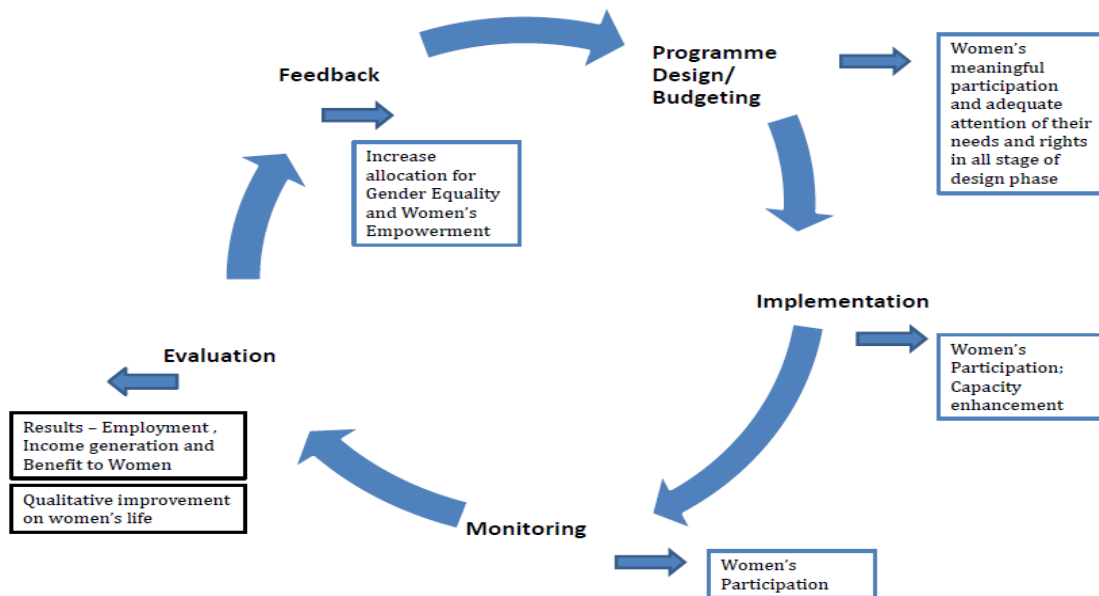 Programme
Design/
Budgeting
Women's
meaningful
participation
and adequate
attention of their
needs and rights
in all stage of
design phase
Implementation
Women's
Participation;
Capacity
enhancement
Monitoring
Women's
Participation
Evaluation
Results – Employment ,
Income generation and
Benefit to Women
Qualitative improvement
on women's life
Feedback
Increase
allocation for
Gender Equality
and Women's
Empowerment